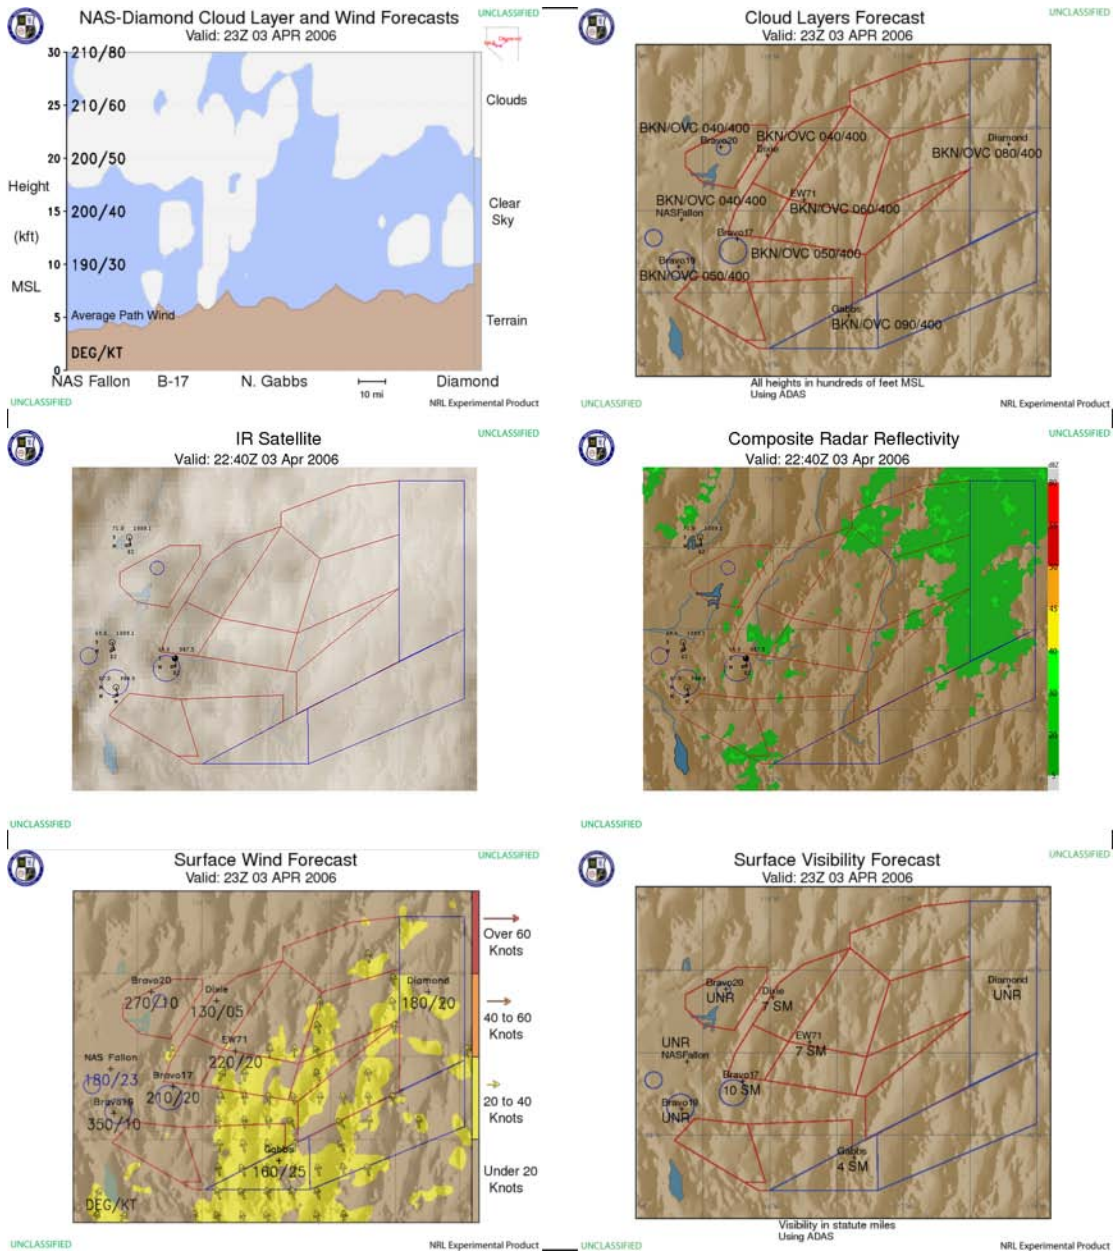 NAS-Diamond Cloud Layer and Wind Forecasts
UNCLASSIFIED
Valid: 23Z 03 APR 2006
30 210/80
25 210/60
Clouds
20 200/50
Height
15 200/40
Clear
Sky
(kft)
10 190/30
MSL
5 Average Path Wind
Terrain
DEG/KT
0
NAS Fallon B-17 N. Gabbs Diamond
10 mi
UNCLASSIFIED
NRL Experimental Product
Cloud Layers Forecast
UNCLASSIFIED
Valid: 23Z 03 APR 2006
BKN/OVC 040/400
Bravo20
BKN/OVC 040/400
Dixie
Diamond
BKN/OVC 080/400
BKN/OVC 040/400
NASFallon
EW71
BKN/OVC 060/400
Bravo17
BKN/OVC 050/400
Bravo19
BKN/OVC 050/400
Gabbs
BKN/OVC 090/400
All heights in hundreds of feet MSL
Using ADAS
UNCLASSIFIED
NRL Experimental Product
IR Satellite
UNCLASSIFIED
Valid: 22:40Z 03 Apr 2006
UNCLASSIFIED
Composite Radar Reflectivity
UNCLASSIFIED
Valid: 22:40Z 03 Apr 2006
UNCLASSIFIED
Surface Wind Forecast
UNCLASSIFIED
Valid: 23Z 03 APR 2006
Over 60
Knots
Bravo20
270/10
Dixie
130/05
Diamond
180/20
40 to 60
Knots
EW71
220/20
NAS Fallon
180/23
Bravo17
210/20
20 to 40
Knots
350/10
Gabbs
160/25
Under 20
Knots
DEG/KT
UNCLASSIFIED
NRL Experimental Product
Surface Visibility Forecast
UNCLASSIFIED
Valid: 23Z 03 APR 2006
Bravo20
UNR
Dixie
7 SM
Diamond
UNR
UNR
NASFallon
EW71
7 SM
Bravo17
10 SM
Bravo19
UNR
Gabbs
4 SM
Visibility in statute miles
Using ADAS
UNCLASSIFIED
NRL Experimental Product